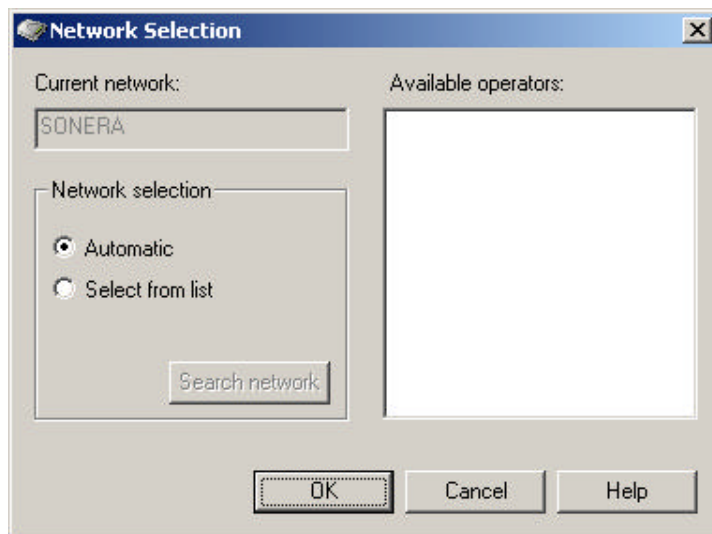 Network Selection
Current network:
SONERA
Network selection
Automatic
Select from list
Search network
Available operators:
OK
Cancel
Help